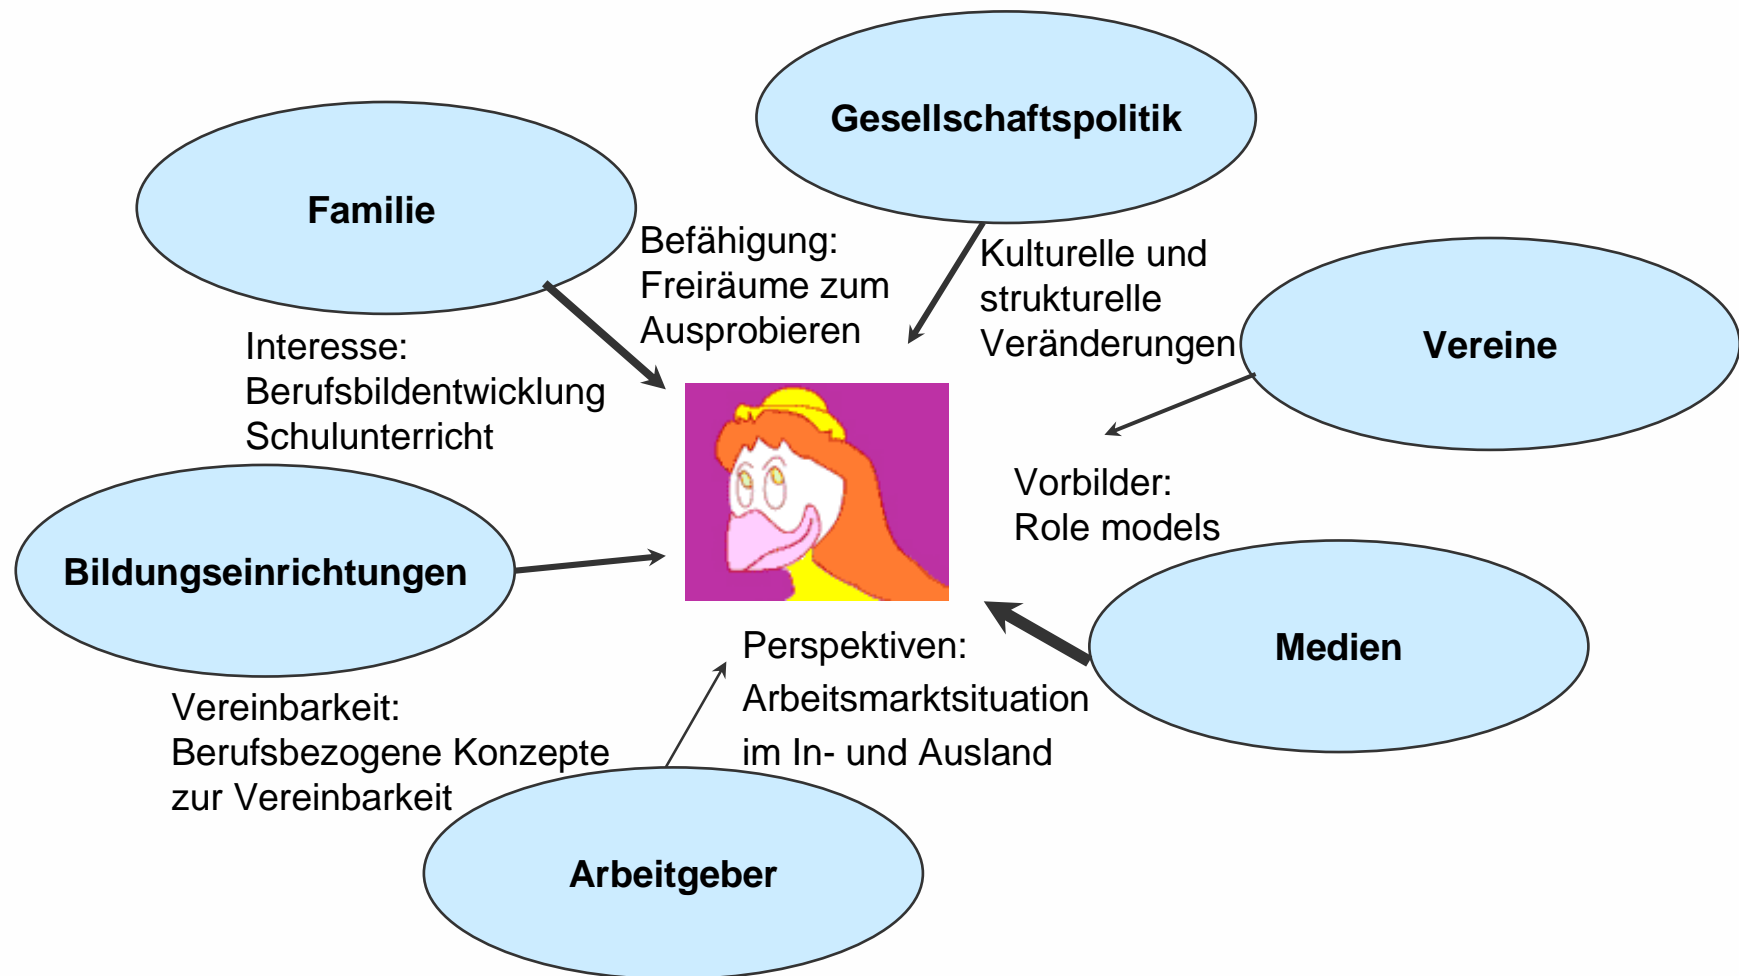 Gesellschaftspolitik
Familie
Befähigung:
Freiräume zum
Ausprobieren
Kulturelle und
strukturelle
Veränderungen
Vereine
Interesse:
Berufsbildentwicklung
Schulunterricht
Vorbilder:
Role models
Bildungseinrichtungen
Medien
Perspektiven:
Arbeitsmarktsituation
im In- und Ausland
Vereinbarkeit:
Berufsbezogene Konzepte
zur Vereinbarkeit
Arbeitgeber